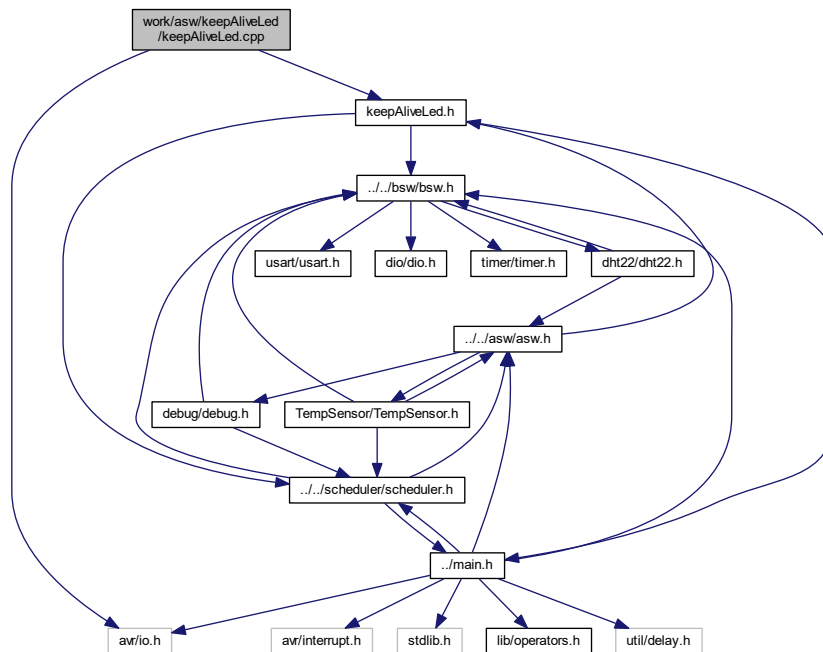 work/asw/keepAliveLed
/keepAliveLed.cpp
keepAliveLed.h
../../bsw/bsw.h
usart/usart.h
dio/dio.h
timer/timer.h
dht22/dht22.h
../../asw/asw.h
debug/debug.h
TempSensor/TempSensor.h
../../scheduler/scheduler.h
../main.h
avr/io.h
avr/interrupt.h
stdlib.h
lib/operators.h
util/delay.h